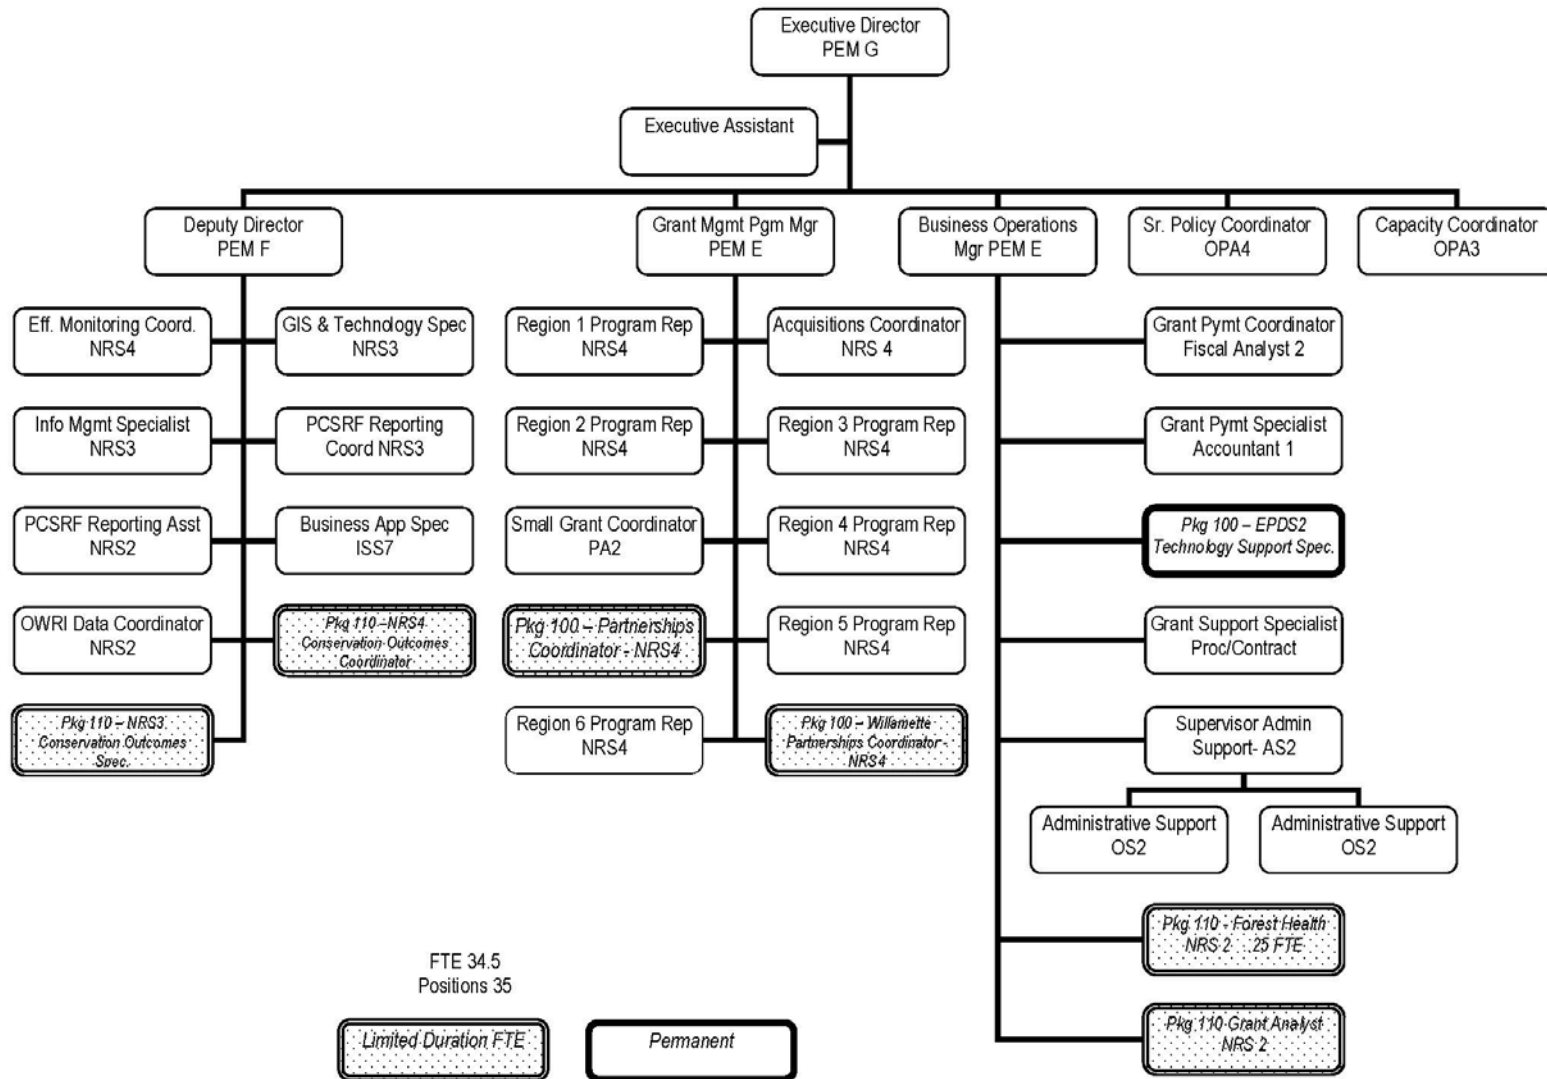 Executive Director
PEM G
Executive Assistant
Deputy Director
PEM F
Grant Mgmt Pgm Mgr
PEM E
Business Operations
Mgr PEM E
Sr. Policy Coordinator
OPA4
Capacity Coordinator
OPA3
Eff. Monitoring Coord.
NRS4
GIS & Technology Spec
NRS3
Region 1 Program Rep
NRS4
Acquisitions Coordinator
NRS 4
Grant Pymt Coordinator
Fiscal Analyst 2
Info Mgmt Specialist
NRS3
PCSRF Reporting
Coord NRS3
Region 2 Program Rep
NRS4
Region 3 Program Rep
NRS4
Grant Pymt Specialist
Accountant 1
PCSRF Reporting Asst
NRS2
Business App Spec
ISS7
Small Grant Coordinator
PA2
Region 4 Program Rep
NRS4
Pkg 100 – EPDS2
Technology Support Spec.
OWRI Data Coordinator
NRS2
Pkg 110 –NRS4
Conservation Outcomes
Coordinator
Pkg 100 – Partnerships
Coordinator - NRS4
Region 5 Program Rep
NRS4
Grant Support Specialist
Proc/Contract
Pkg 110 – NRS3
Conservation Outcomes
Spec.
Region 6 Program Rep
NRS4
Pkg 100 – Willamette
Partnerships Coordinator -
NRS4
Supervisor Admin
Support- AS2
Administrative Support
OS2
Administrative Support
OS2
Pkg 110 - Forest Health
NRS 2 .25 FTE
Pkg 110 Grant Analyst
NRS 2
FTE 34.5
Positions 35
Limited Duration FTE
Permanent